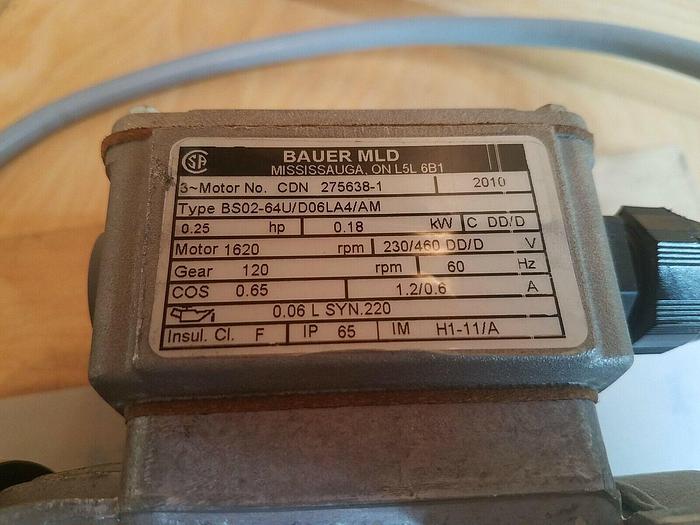 SA
BAUER MLD
MISSISSAUGA, ON L5L 6B1
3~Motor No. CDN 275638-1 2010
Type BS02-64U/D06LA4/AM
0.25 hp 0.18 kW C DD/D
Motor 1620 rpm 230/460 DD/D V
Gear 120 rpm 60 Hz
COS 0.65 1.2/0.6 A
0.06 L SYN.220
Insul. Cl. F IP 65 IM H1-11/A